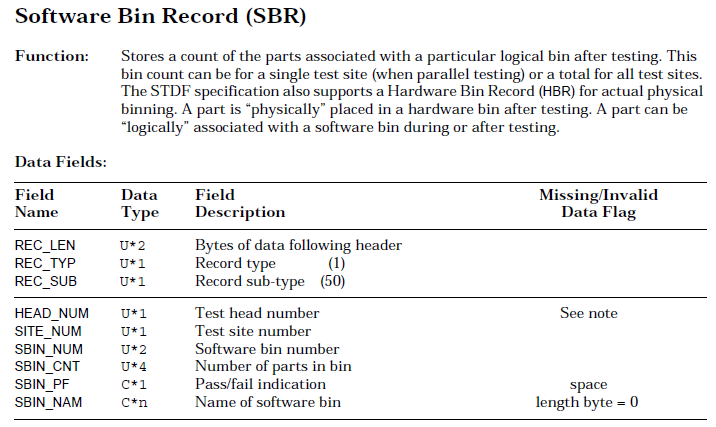 Software Bin Record (SBR)
Function: Stores a count of the parts associated with a particular logical bin after testing. This
bin count can be for a single test site (when parallel testing) or a total for all test sites.
The STDF specification also supports a Hardware Bin Record (HBR) for actual physical
binning. A part is “physically” placed in a hardware bin after testing. A part can be
“logically” associated with a software bin during or after testing.
Data Fields:
Field Data Field Missing/Invalid
Name Type Description Data Flag
REC_LEN U*2 Bytes of data following header
REC_TYP U*1 Record type (1)
REC_SUB U*1 Record sub-type (50)
HEAD_NUM U*1 Test head number See note
SITE_NUM U*1 Test site number
SBIN_NUM U*2 Software bin number
SBIN_CNT U*4 Number of parts in bin
SBIN_PF C*1 Pass/fail indication space
SBIN_NAM C*n Name of software bin length byte = 0